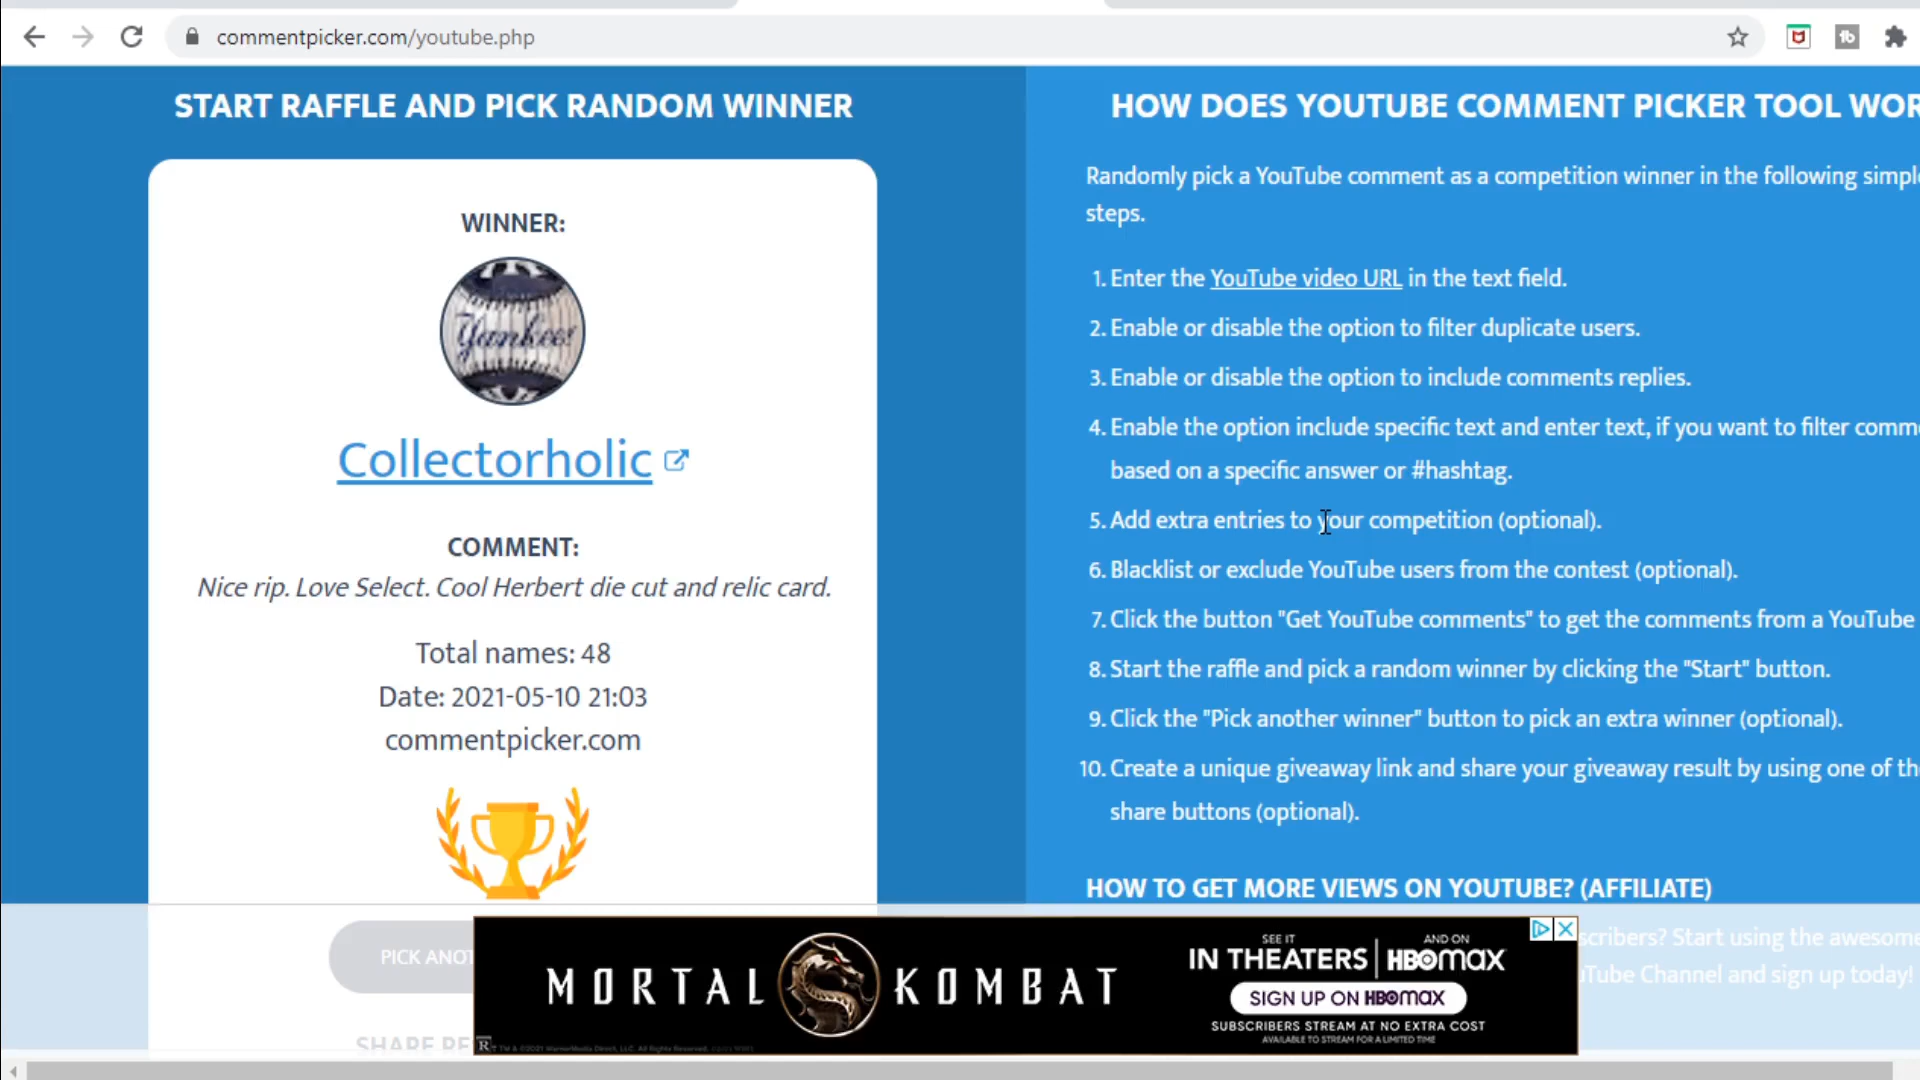 commentpicker.com/youtube.php
START RAFFLE AND PICK RANDOM WINNER
WINNER:
Yankees
Collectorholic
COMMENT:
Nice rip. Love Select. Cool Herbert die cut and relic card.
Total names: 48
Date: 2021-05-10 21:03
commentpicker.com
PICK ANOT
SHARE RE
HOW DOES YOUTUBE COMMENT PICKER TOOL WOR
Randomly pick a YouTube comment as a competition winner in the following simple
steps.
1. Enter the YouTube video URL in the text field.
2. Enable or disable the option to filter duplicate users.
3. Enable or disable the option to include comments replies.
4. Enable the option include specific text and enter text, if you want to filter comme
based on a specific answer or #hashtag.
5. Add extra entries to your competition (optional).
6. Blacklist or exclude YouTube users from the contest (optional).
7. Click the button "Get YouTube comments" to get the comments from a YouTube
8. Start the raffle and pick a random winner by clicking the "Start" button.
9. Click the "Pick another winner" button to pick an extra winner (optional).
10. Create a unique giveaway link and share your giveaway result by using one of th
share buttons (optional).
HOW TO GET MORE VIEWS ON YOUTUBE? (AFFILIATE)
scribers? Start using the awesome
Tube Channel and sign up today!
MORTAL KOMBAT
SEE IT
IN THEATERS
AND ON
HBOMAX
SIGN UP ON HBOMAX
SUBSCRIBERS STREAM AT NO EXTRA COST
AVAILABLE TO STREAM FOR A LIMITED TIME
R